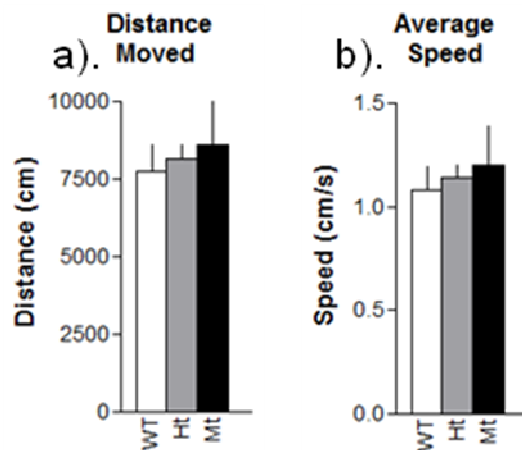 a).
Distance
Moved
Distance (cm)
10000
7500
5000
2500
0
WT
Ht
Mt
b).
Average
Speed
Speed (cm/s)
1.5
1.0
0.5
0.0
WT
Ht
Mt